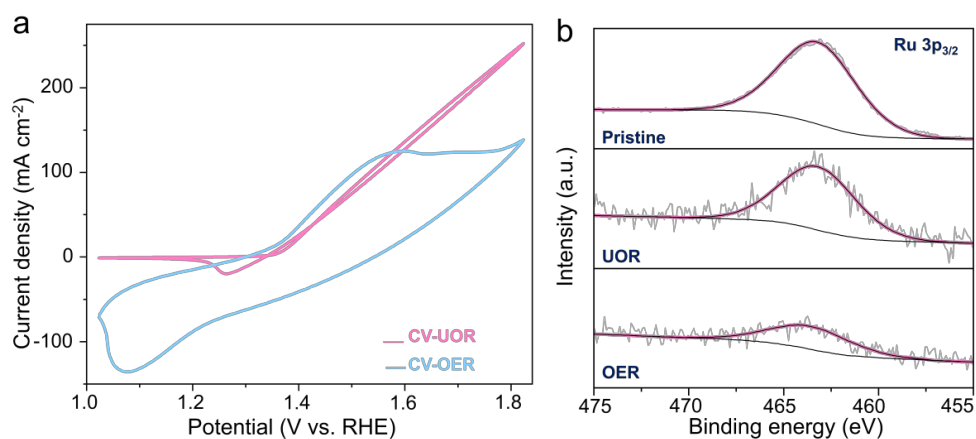 a
Current density (mA cm-2)
200
100
0
-100
1.0
1.2
1.4
1.6
1.8
Potential (V vs. RHE)
CV-UOR
CV-OER
b
Intensity (a.u.)
Ru 3p3/2
Pristine
UOR
OER
475
470
465
460
455
Binding energy (eV)